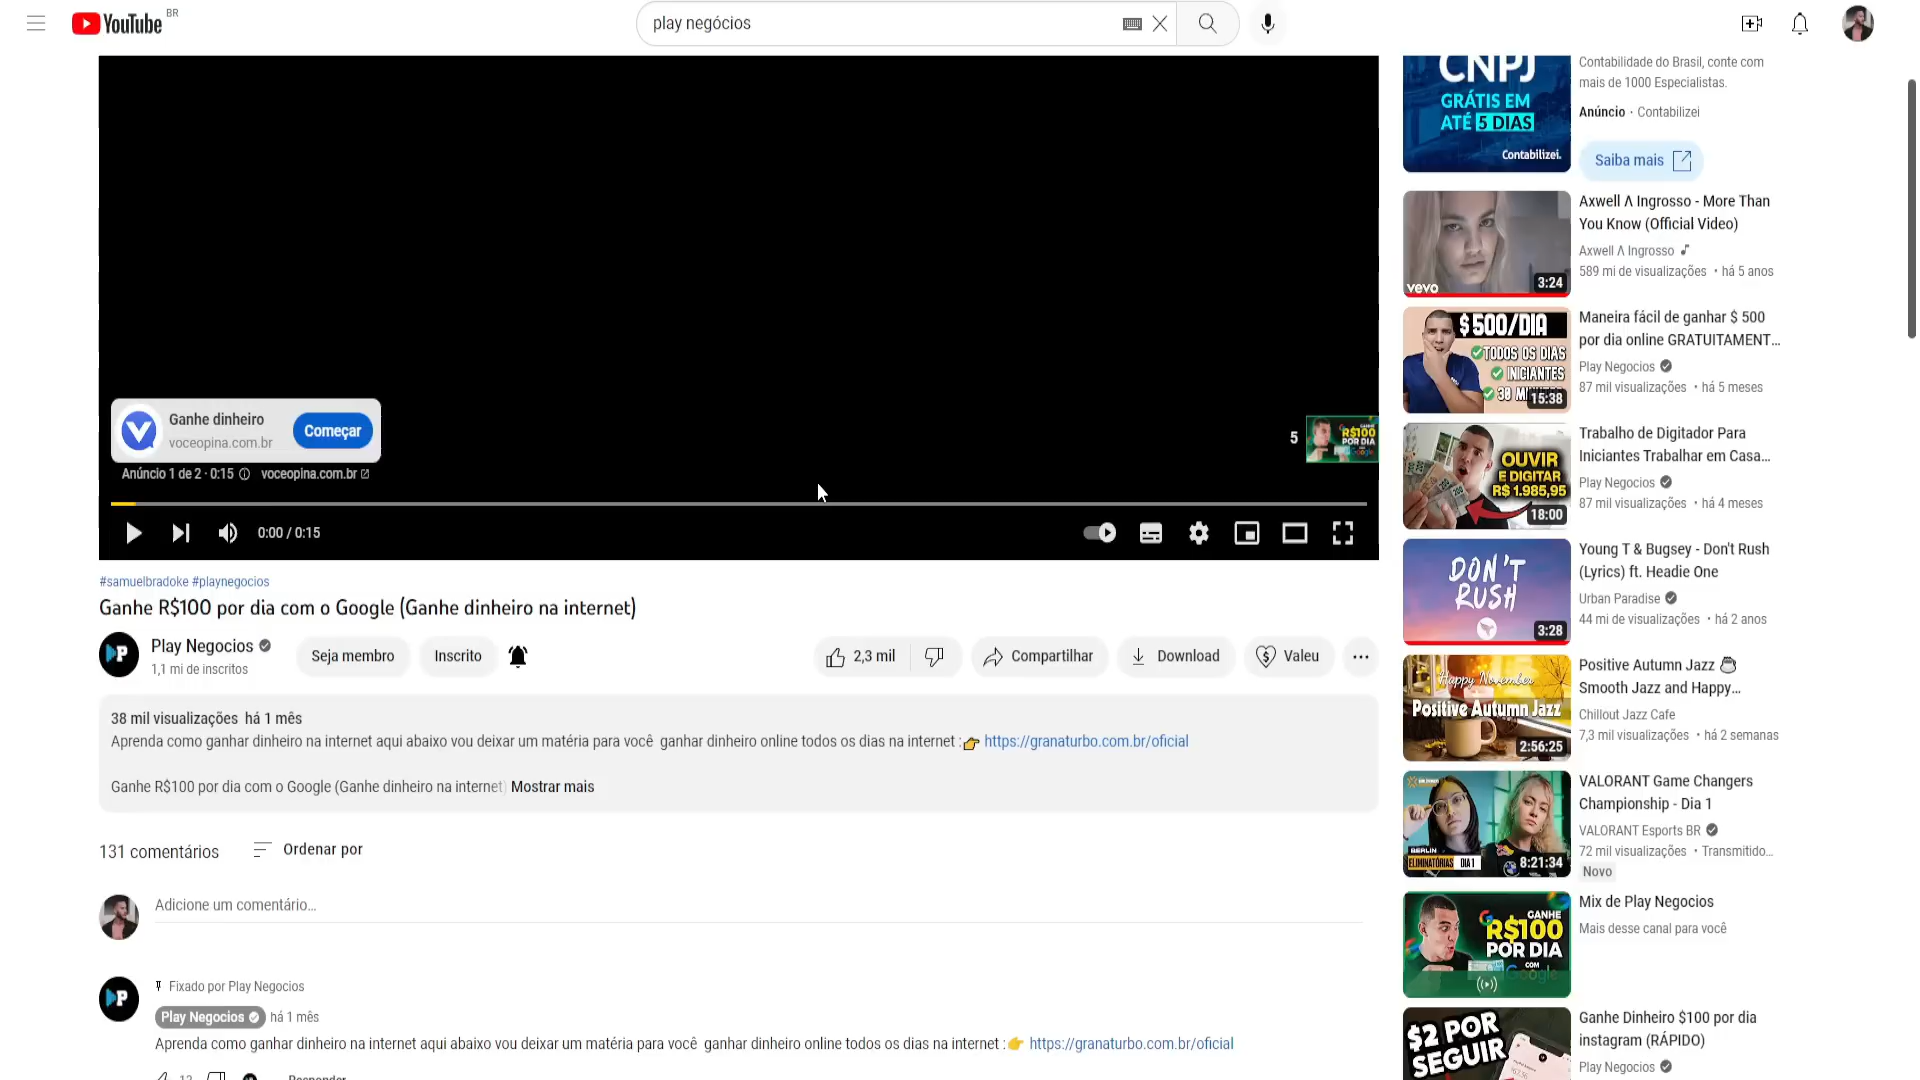 YouTube BR
play negócios
Ganhe dinheiro
voceopina.com.br
Começar
Anúncio 1 de 2 · 0:15 voceopina.com.br
5
R$100
POR DIA
0:00 / 0:15
#samuelbradoke #playnegocios
Ganhe R$100 por dia com o Google (Ganhe dinheiro na internet)
Play Negocios
1,1 mi de inscritos
Seja membro
Inscrito
2,3 mil
Compartilhar
Download
Valeu
38 mil visualizações há 1 mês
Aprenda como ganhar dinheiro na internet aqui abaixo vou deixar um matéria para você ganhar dinheiro online todos os dias na internet :👉 https://granaturbo.com.br/oficial
Ganhe R$100 por dia com o Google (Ganhe dinheiro na internet) Mostrar mais
131 comentários
Ordenar por
Adicione um comentário...
Fixado por Play Negocios
Play Negocios há 1 mês
Aprenda como ganhar dinheiro na internet aqui abaixo vou deixar um matéria para você ganhar dinheiro online todos os dias na internet :👉 https://granaturbo.com.br/oficial
12
Responder
CNPJ
GRÁTIS EM
ATÉ 5 DIAS
Contabilizei.
Contabilidade do Brasil, conte com
mais de 1000 Especialistas.
Anúncio · Contabilizei
Saiba mais
vevo
3:24
Axwell Λ Ingrosso - More Than
You Know (Official Video)
Axwell Λ Ingrosso
589 mi de visualizações • há 5 anos
$500/DIA
TODOS OS DIAS
INICIANTES
15:38
Maneira fácil de ganhar $ 500
por dia online GRATUITAMENT...
Play Negocios
87 mil visualizações • há 5 meses
OUVIR
E DIGITAR
R$ 1.985,95
18:00
Trabalho de Digitador Para
Iniciantes Trabalhar em Casa...
Play Negocios
87 mil visualizações • há 4 meses
DON'T
RUSH
3:28
Young T & Bugsey - Don't Rush
(Lyrics) ft. Headie One
Urban Paradise
44 mi de visualizações • há 2 anos
Happy November
Positive Autumn Jazz
2:56:25
Positive Autumn Jazz
Smooth Jazz and Happy...
Chillout Jazz Cafe
7,3 mil visualizações • há 2 semanas
BERLIN
ELIMINATÓRIAS DIA 1
8:21:34
VALORANT Game Changers
Championship - Dia 1
VALORANT Esports BR
72 mil visualizações • Transmitido...
Novo
GANHE
R$100
POR DIA
COM
Google
Mix de Play Negocios
Mais desse canal para você
$2 POR
SEGUIR
Ganhe Dinheiro $100 por dia
instagram (RÁPIDO)
Play Negocios